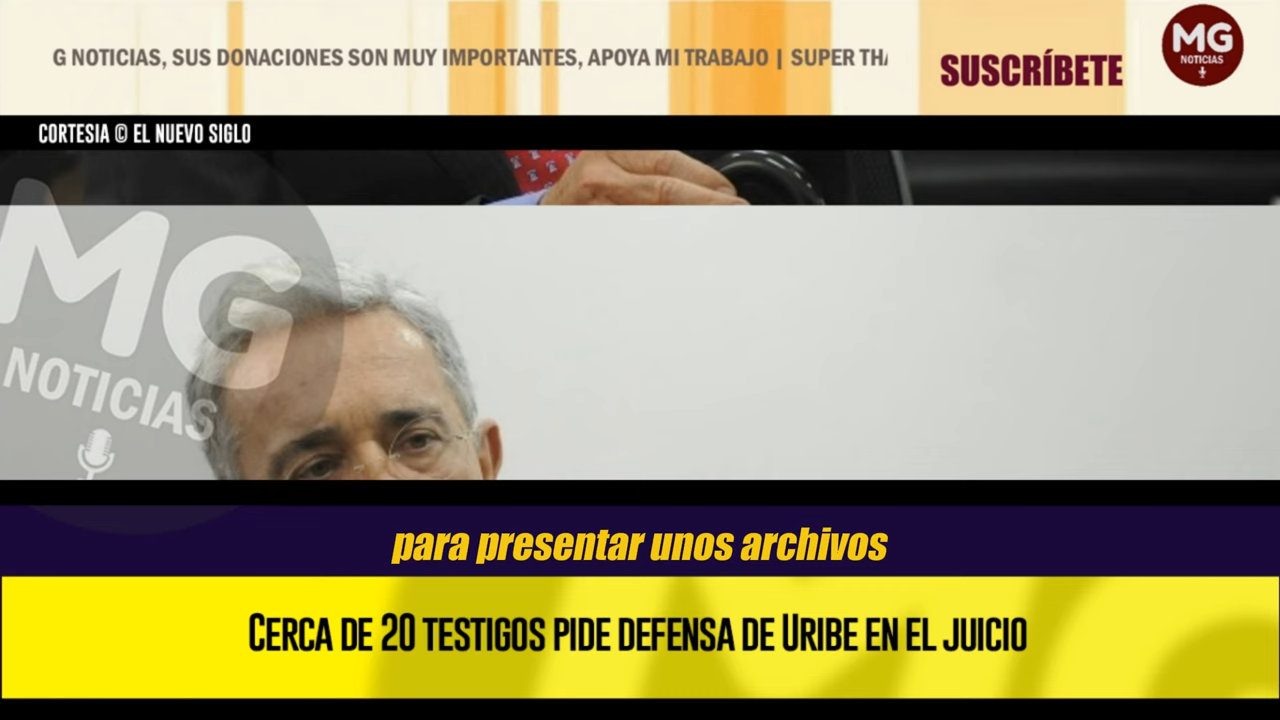 G NOTICIAS, SUS DONACIONES SON MUY IMPORTANTES, APOYA MI TRABAJO | SUPER THA
SUSCRÍBETE
MG
NOTICIAS
CORTESIA © EL NUEVO SIGLO
MG
NOTICIAS
para presentar unos archivos
CERCA DE 20 TESTIGOS PIDE DEFENSA DE URIBE EN EL JUICIO